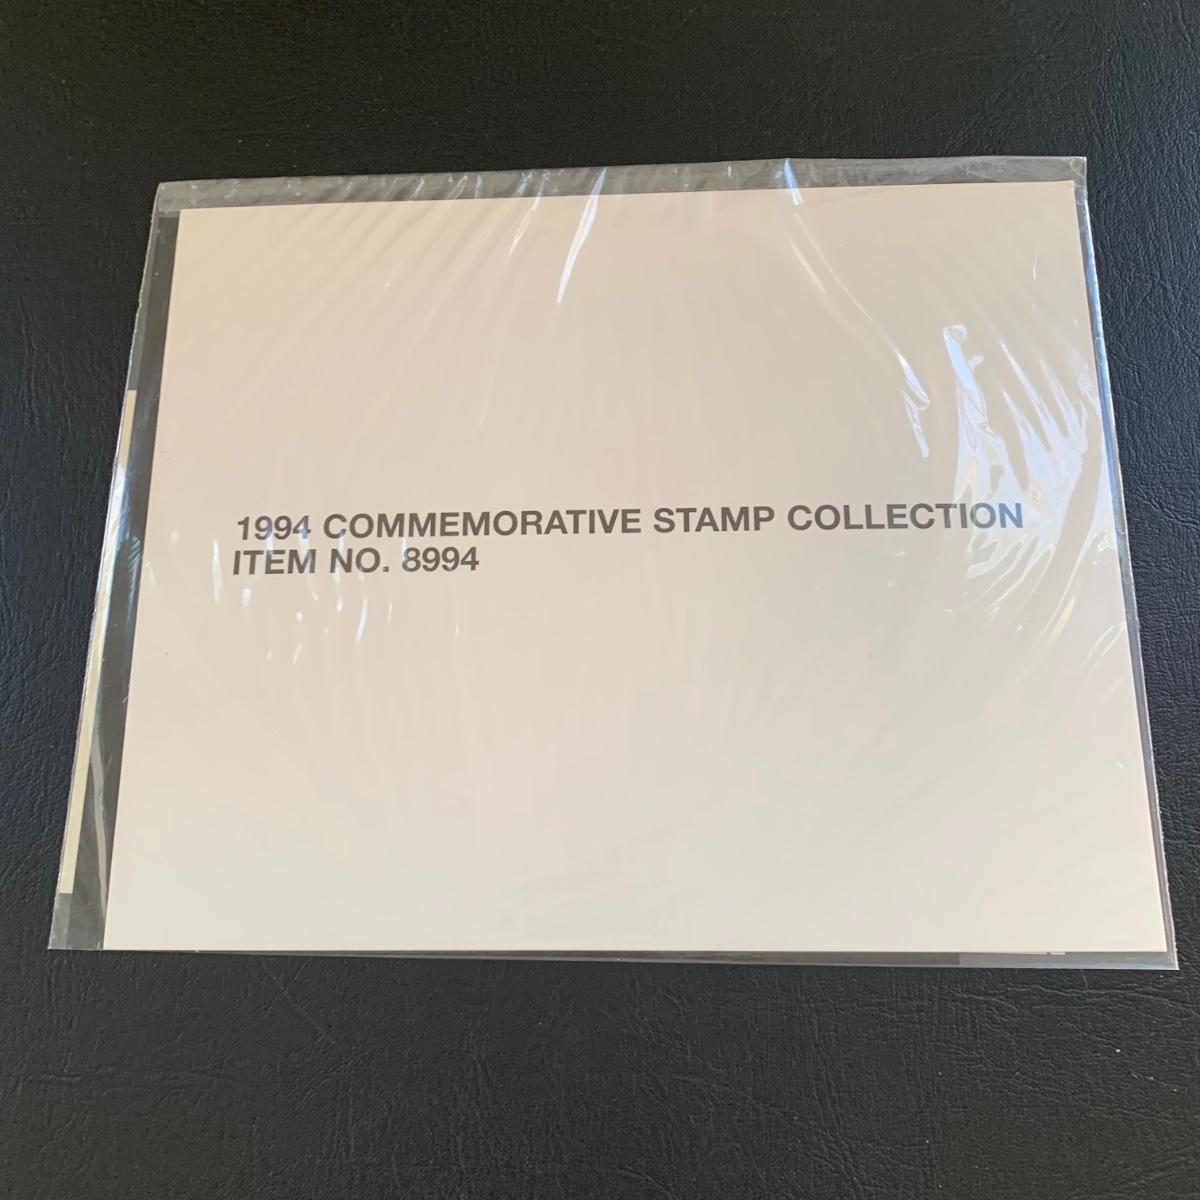 1994 COMMEMORATIVE STAMP COLLECTION
ITEM NO. 8994